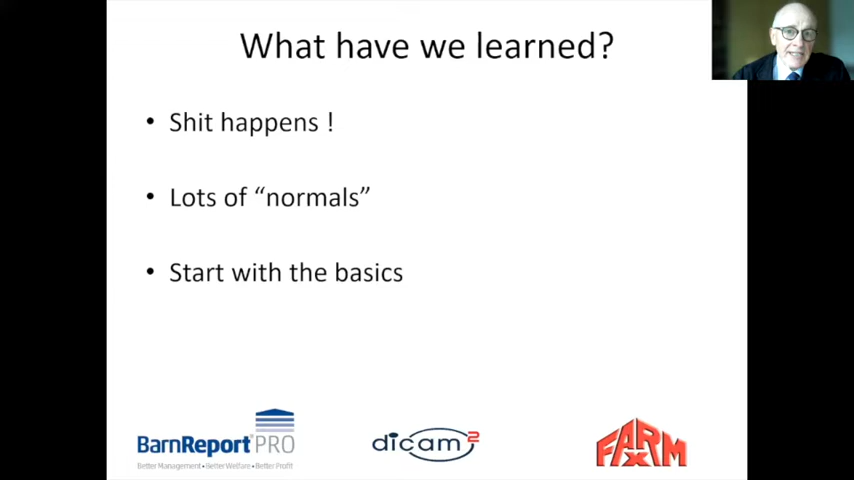 What have we learned?
• Shit happens !
• Lots of “normals”
• Start with the basics
BarnReport PRO
Better Management • Better Welfare • Better Profit
dicam2
FARM
X